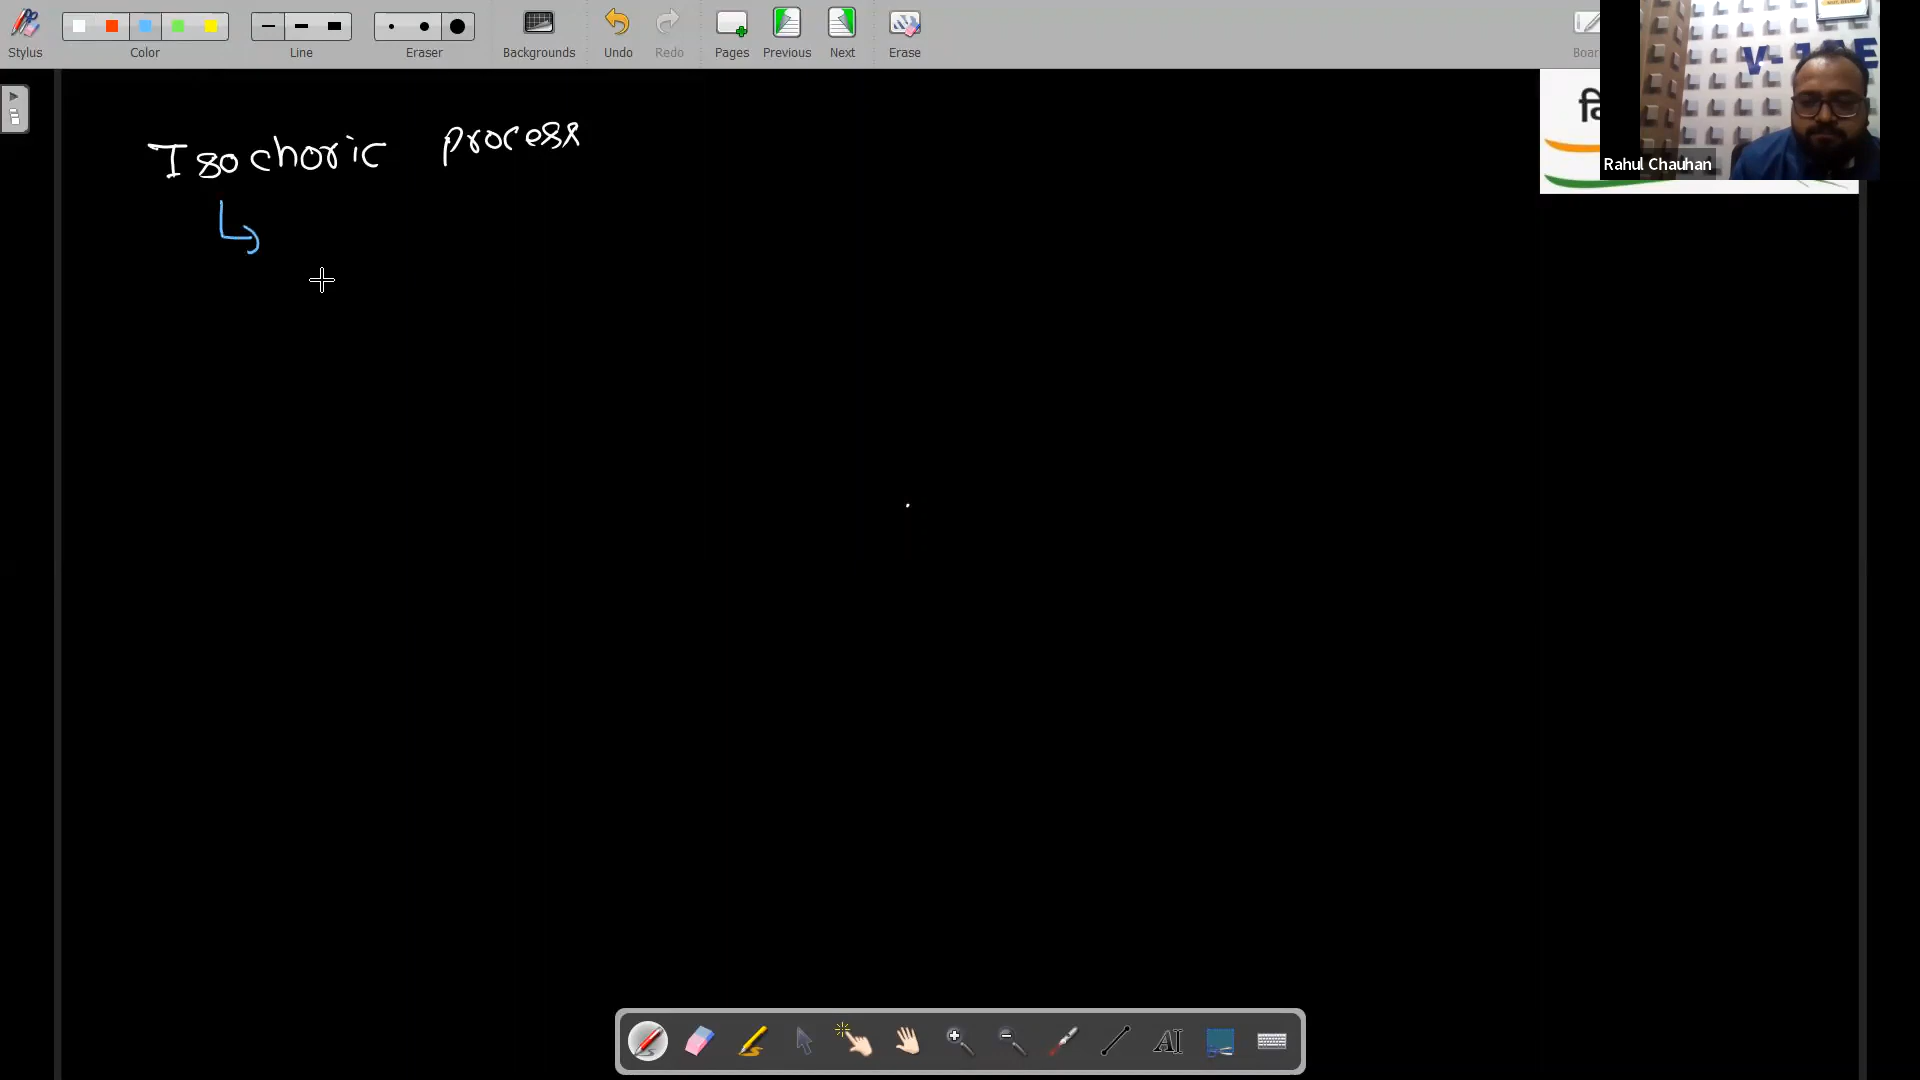 Stylus
Color
Line
Eraser
Backgrounds
Undo
Redo
Pages
Previous
Next
Erase
Rahul Chauhan
Isochoric process